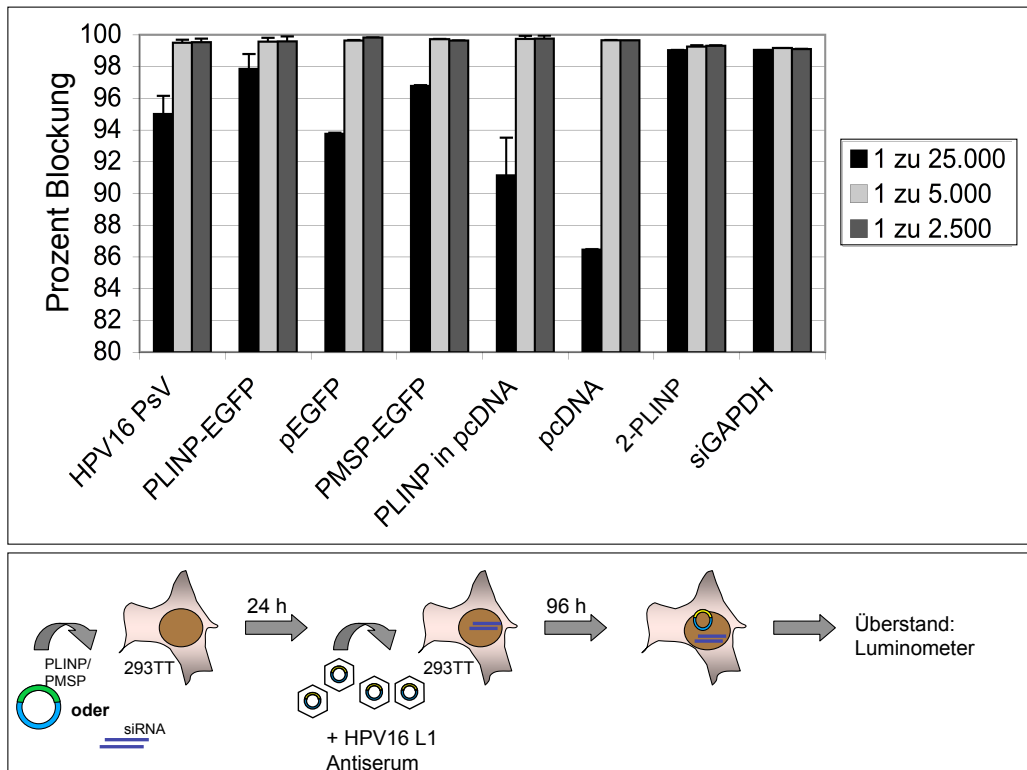 100
98
96
94
92
90
88
86
84
82
80
Prozent Blockung
HPV16 PsV
PLINP-EGFP
pEGFP
PMSP-EGFP
PLINP in pcDNA
pcDNA
2-PLINP
siGAPDH
1 zu 25.000
1 zu 5.000
1 zu 2.500
PLINP/
PMSP
oder
siRNA
293TT
24 h
+ HPV16 L1
Antiserum
293TT
96 h
Überstand:
Luminometer